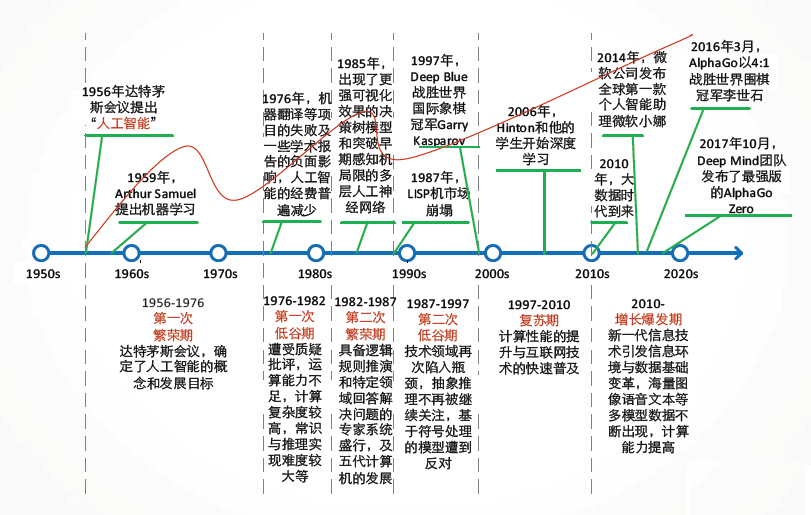 1956年达特茅
斯会议提出
“人工智能”
1959年，
Arthur Samuel
提出机器学习
1976年，机
器翻译等项
目的失败及
一些学术报
告的负面影
响，人工智
能的经费普
遍减少
1985年，
出现了更
强可视化
效果的决
策树模型
和突破早
期感知机
局限的多
层人工神
经网络
1997年，
Deep Blue
战胜世界
国际象棋
冠军Garry
Kasparov
1987年，
LISP机市场
崩塌
2006年，
Hinton和他的
学生开始深度
学习
2014年，微
软公司发布
全球第一款
个人智能助
理微软小娜
2010
年，大
数据时
代到来
2016年3月，
AlphaGo以4:1
战胜世界围棋
冠军李世石
2017年10月，
Deep Mind团队
发布了最强版
的AlphaGo
Zero
1950s
1960s
1970s
1980s
1990s
2000s
2010s
2020s
1956-1976
第一次
繁荣期
达特茅斯会议，确
定了人工智能的概
念和发展目标
1976-1982
第一次
低谷期
遭受质疑
批评，运
算能力不
足，计算
复杂度较
高，常识
与推理实
现难度较
大等
1982-1987
第二次
繁荣期
具备逻辑
规则推演
和特定领
域回答解
决问题的
专家系统
盛行，及
五代计算
机的发展
1987-1997
第二次
低谷期
技术领域再
次陷入瓶
颈，抽象推
理不再被继
续关注，基
于符号处理
的模型遭到
反对
1997-2010
复苏期
计算性能的提
升与互联网技
术的快速普及
2010-
增长爆发期
新一代信息技
术引发信息环
境与数据基础
变革，海量图
像语音文本等
多模型数据不
断出现，计算
能力提高